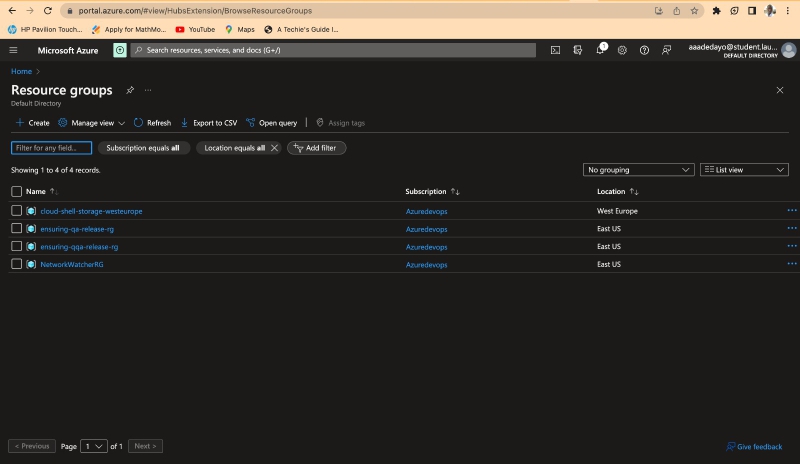 portal.azure.com/#view/HubsExtension/BrowseResourceGroups
HP Pavilion Touch... Apply for MathMo... YouTube Maps A Techie's Guide I...
Microsoft Azure Search resources, services, and docs (G+/) 1 aaadedayo@student.lau...
DEFAULT DIRECTORY
Home >
Resource groups ...
Default Directory
+ Create Manage view Refresh Export to CSV Open query Assign tags
Filter for any field... Subscription equals all Location equals all Add filter
Showing 1 to 4 of 4 records. No grouping List view
Name Subscription Location
cloud-shell-storage-westeurope Azuredevops West Europe
ensuring-qa-release-rg Azuredevops East US
ensuring-qqa-release-rg Azuredevops East US
NetworkWatcherRG Azuredevops East US
< Previous Page 1 of 1 Next > Give feedback